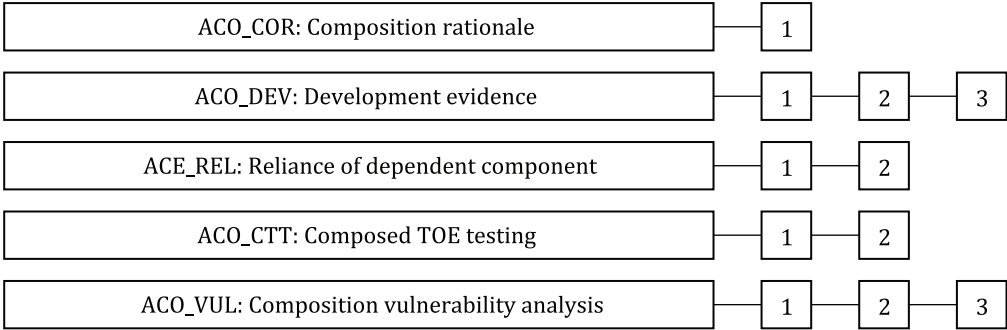 ACO_COR: Composition rationale 1
ACO_DEV: Development evidence 1 2 3
ACE_REL: Reliance of dependent component 1 2
ACO_CTT: Composed TOE testing 1 2
ACO_VUL: Composition vulnerability analysis 1 2 3